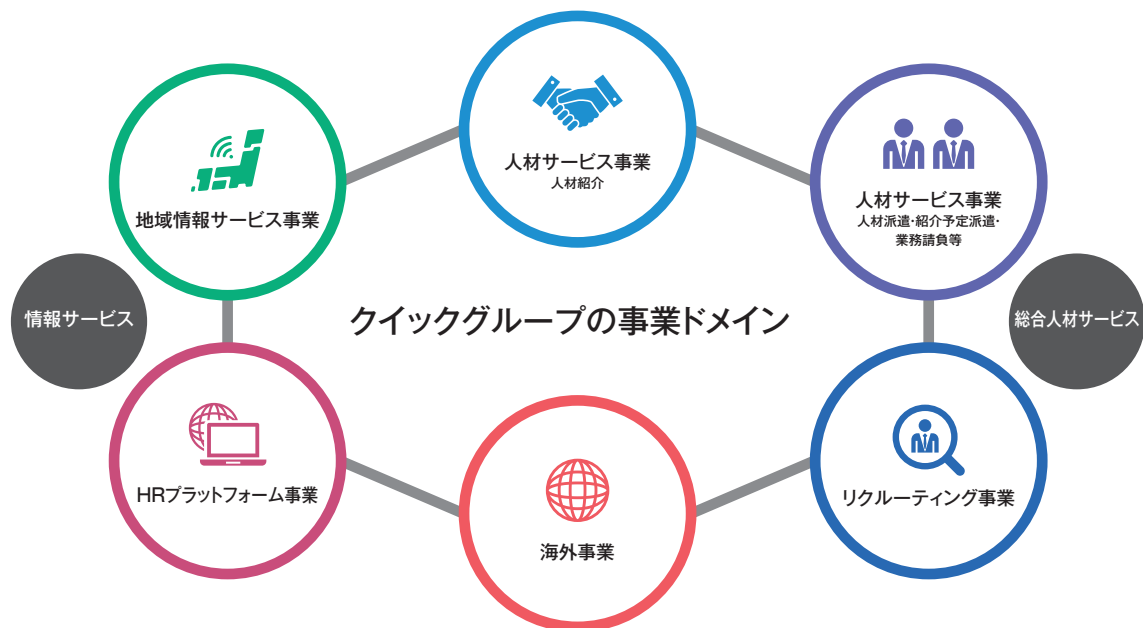 人材サービス事業
人材紹介
地域情報サービス事業
人材サービス事業
人材派遣・紹介予定派遣・
業務請負等
情報サービス
クイックグループの事業ドメイン
総合人材サービス
HRプラットフォーム事業
リクルーティング事業
海外事業